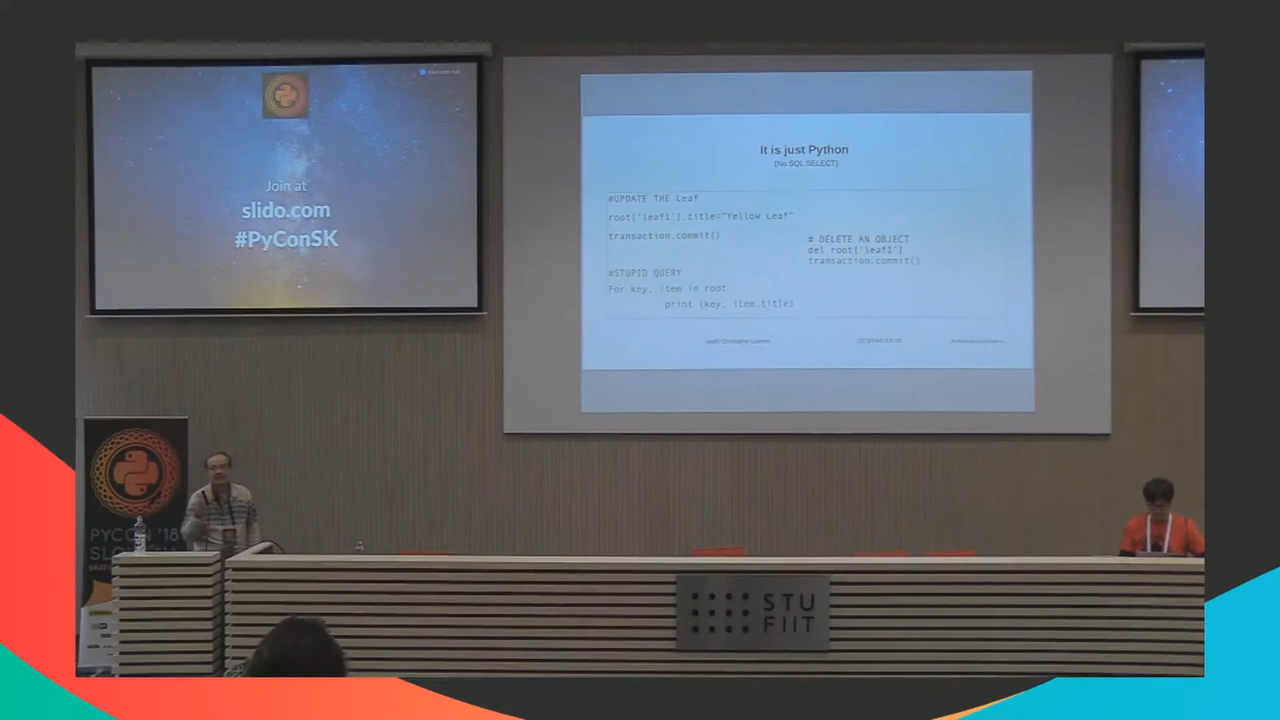 Join at
slido.com
#PyConSK
It is just Python
(No SQL SELECT)
#UPDATE THE Leaf
root['leaf1'].title="Yellow Leaf"
transaction.commit()
#STUPID QUERY
For key, item in root:
print (key, item.title)
# DELETE AN OBJECT
del root['leaf1']
transaction.commit()
PYCON '18
STU
FIIT